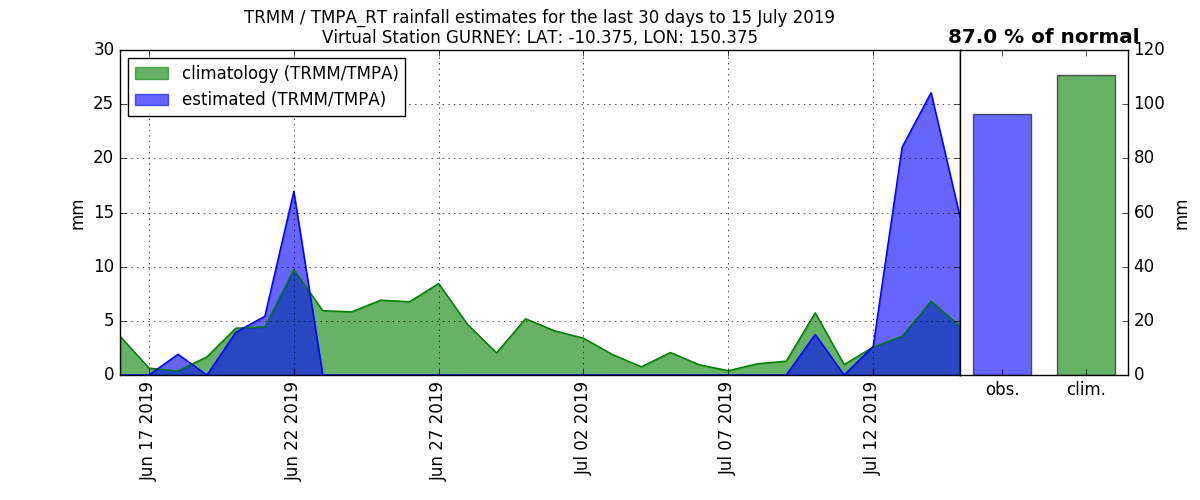 TRMM / TMPA_RT rainfall estimates for the last 30 days to 15 July 2019
Virtual Station GURNEY: LAT: -10.375, LON: 150.375
87.0 % of normal
climatology (TRMM/TMPA)
estimated (TRMM/TMPA)
30
25
20
15
10
5
0
mm
Jun 17 2019
Jun 22 2019
Jun 27 2019
Jul 02 2019
Jul 07 2019
Jul 12 2019
obs.
clim.
120
100
80
60
40
20
0
mm